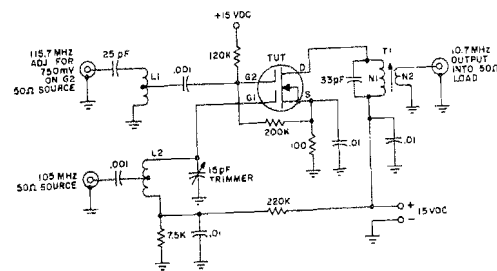 +15 VDC
115.7 MHZ
ADJ FOR
750mV
ON G2
50Ω SOURCE
25 pF
L1
.001
120K
TUT
G2
G1
D
S
33pF
N1
T1
N2
10.7 MHZ
OUTPUT
INTO 50Ω
LOAD
200K
100
.01
.01
105 MHZ
50Ω SOURCE
.001
L2
15pF
TRIMMER
220K
7.5K
.01
+
-
15 VDC